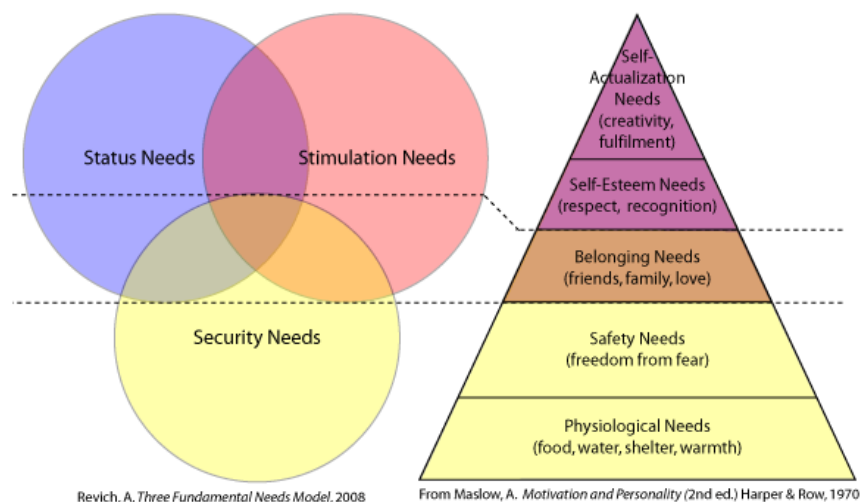 Status Needs
Stimulation Needs
Security Needs
Revich, A. Three Fundamental Needs Model, 2008
Self-
Actualization
Needs
(creativity,
fulfilment)
Self-Esteem Needs
(respect, recognition)
Belonging Needs
(friends, family, love)
Safety Needs
(freedom from fear)
Physiological Needs
(food, water, shelter, warmth)
From Maslow, A. Motivation and Personality (2nd ed.) Harper & Row, 1970